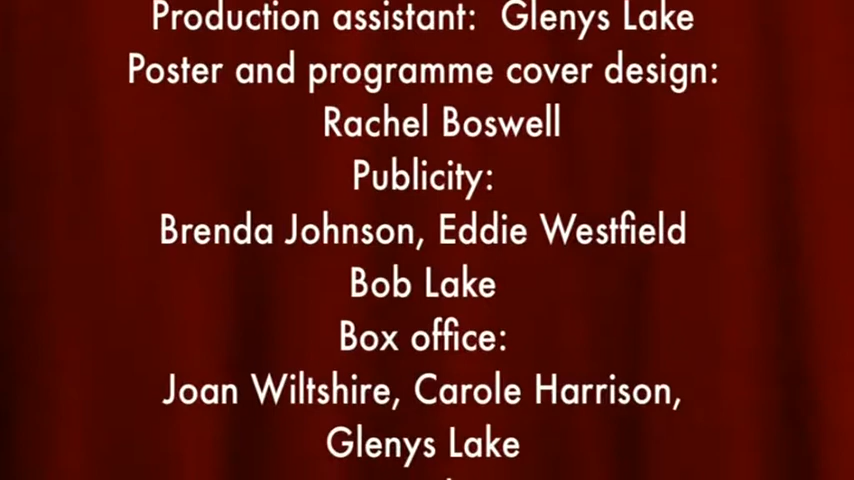 Production assistant:  Glenys Lake
Poster and programme cover design:
Rachel Boswell
Publicity:
Brenda Johnson, Eddie Westfield
Bob Lake
Box office:
Joan Wiltshire, Carole Harrison,
Glenys Lake